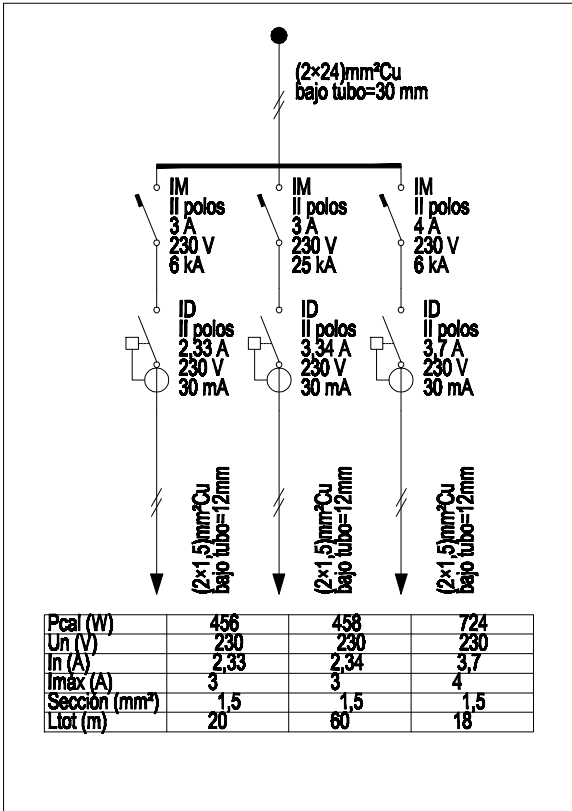 (2×24)mm²Cu
bajo tubo=30 mm
IM
II polos
3 A
230 V
6 kA
IM
II polos
3 A
230 V
25 kA
IM
II polos
4 A
230 V
6 kA
ID
II polos
2,33 A
230 V
30 mA
ID
II polos
3,34 A
230 V
30 mA
ID
II polos
3,7 A
230 V
30 mA
(2×1,5)mm²Cu
bajo tubo=12mm
(2×1,5)mm²Cu
bajo tubo=12mm
(2×1,5)mm²Cu
bajo tubo=12mm
Pcal (W) 456 458 724
Un (V) 230 230 230
In (A) 2,33 2,34 3,7
Imáx (A) 3 3 4
Sección (mm²) 1,5 1,5 1,5
Ltot (m) 20 60 18